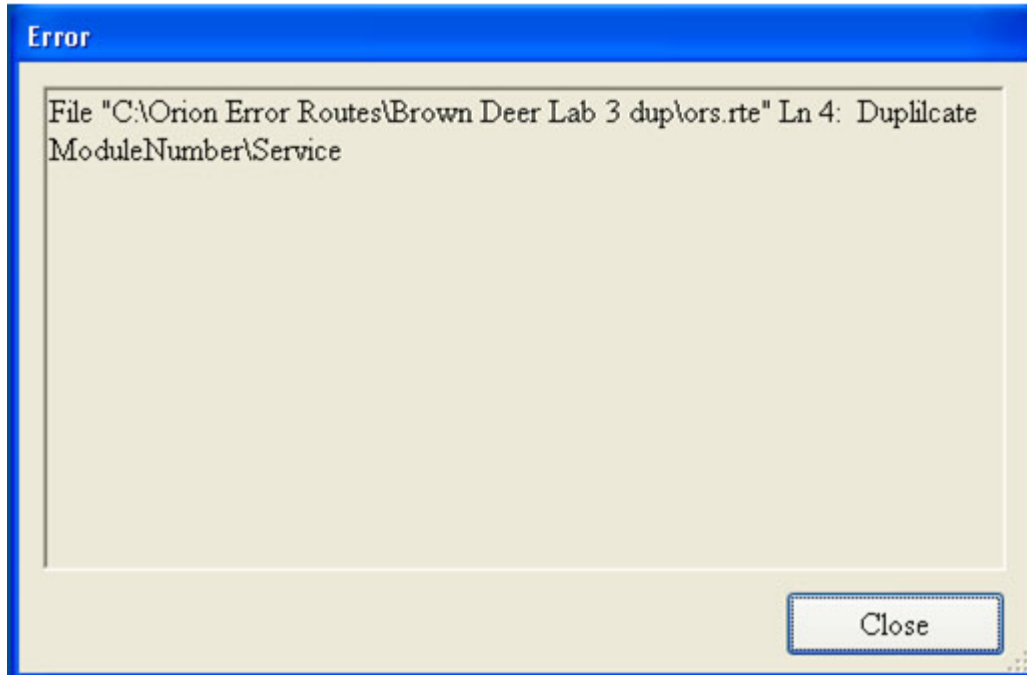 Error
File "C:\Orion Error Routes\Brown Deer Lab 3 dup\ors.rte" Ln 4:  Duplilcate
ModuleNumber\Service
Close